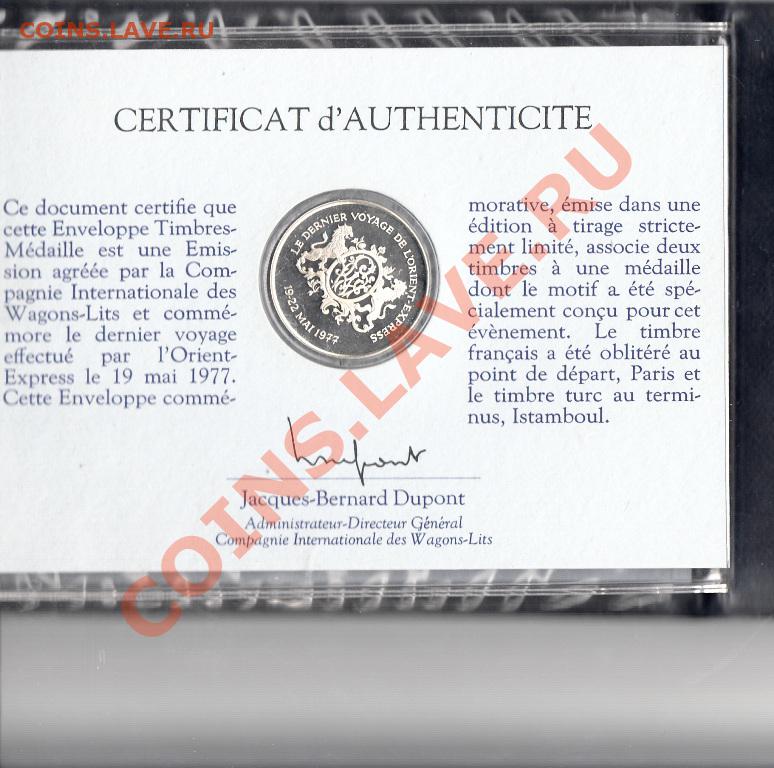 COINS.LAVE.RU
CERTIFICAT d'AUTHENTICITE
Ce document certifie que
cette Enveloppe Timbres-
Médaille est une Emis-
sion agréée par la Com-
pagnie Internationale des
Wagons-Lits et commé-
more le dernier voyage
effectué par l'Orient-
Express le 19 mai 1977.
Cette Enveloppe commé-
LE DERNIER VOYAGE DE L'ORIENT-EXPRESS
19-22 MAI 1977
morative, émise dans une
édition à tirage stricte-
ment limité, associe deux
timbres à une médaille
dont le motif a été spé-
cialement conçu pour cet
évènement. Le timbre
français a été oblitéré au
point de départ, Paris et
le timbre turc au termi-
nus, Istamboul.
Jacques-Bernard Dupont
Administrateur-Directeur Général
Compagnie Internationale des Wagons-Lits
COINS.LAVE.RU